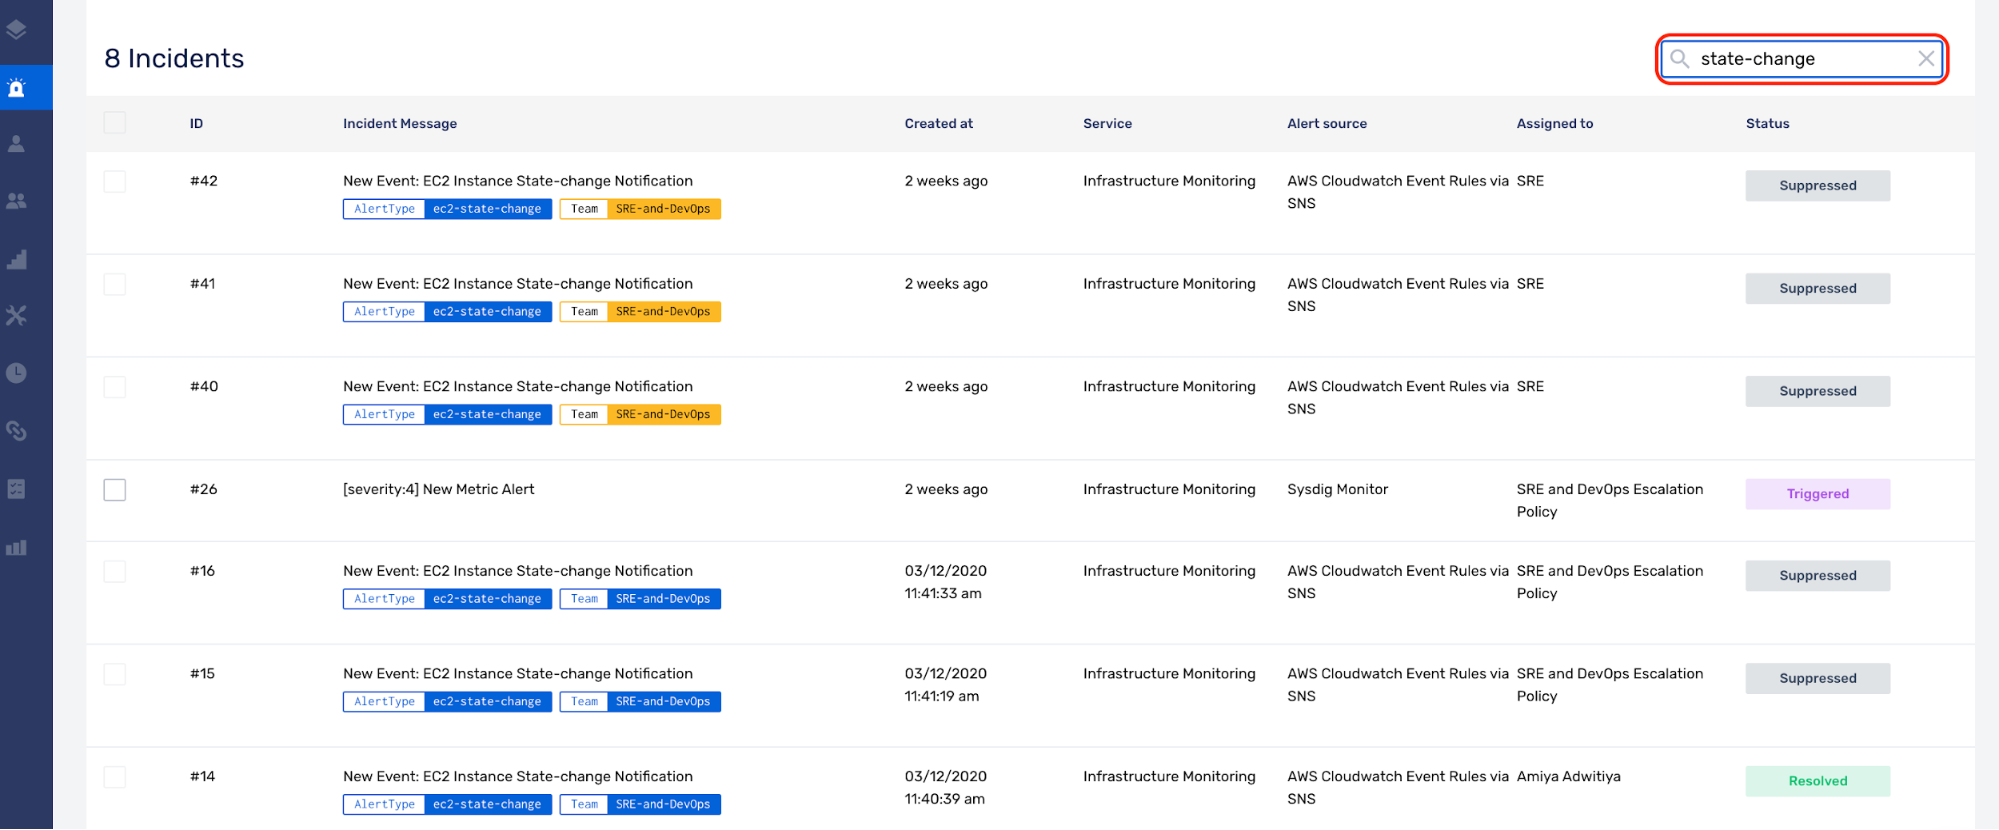 8 Incidents
state-change
ID Incident Message Created at Service Alert source Assigned to Status
#42 New Event: EC2 Instance State-change Notification 2 weeks ago Infrastructure Monitoring AWS Cloudwatch Event Rules via SRE Suppressed
AlertType ec2-state-change Team SRE-and-DevOps SNS
#41 New Event: EC2 Instance State-change Notification 2 weeks ago Infrastructure Monitoring AWS Cloudwatch Event Rules via SRE Suppressed
AlertType ec2-state-change Team SRE-and-DevOps SNS
#40 New Event: EC2 Instance State-change Notification 2 weeks ago Infrastructure Monitoring AWS Cloudwatch Event Rules via SRE Suppressed
AlertType ec2-state-change Team SRE-and-DevOps SNS
#26 [severity:4] New Metric Alert 2 weeks ago Infrastructure Monitoring Sysdig Monitor SRE and DevOps Escalation Triggered
Policy
#16 New Event: EC2 Instance State-change Notification 03/12/2020 Infrastructure Monitoring AWS Cloudwatch Event Rules via SRE and DevOps Escalation Suppressed
AlertType ec2-state-change Team SRE-and-DevOps 11:41:33 am SNS Policy
#15 New Event: EC2 Instance State-change Notification 03/12/2020 Infrastructure Monitoring AWS Cloudwatch Event Rules via SRE and DevOps Escalation Suppressed
AlertType ec2-state-change Team SRE-and-DevOps 11:41:19 am SNS Policy
#14 New Event: EC2 Instance State-change Notification 03/12/2020 Infrastructure Monitoring AWS Cloudwatch Event Rules via Amiya Adwitiya Resolved
AlertType ec2-state-change Team SRE-and-DevOps 11:40:39 am SNS